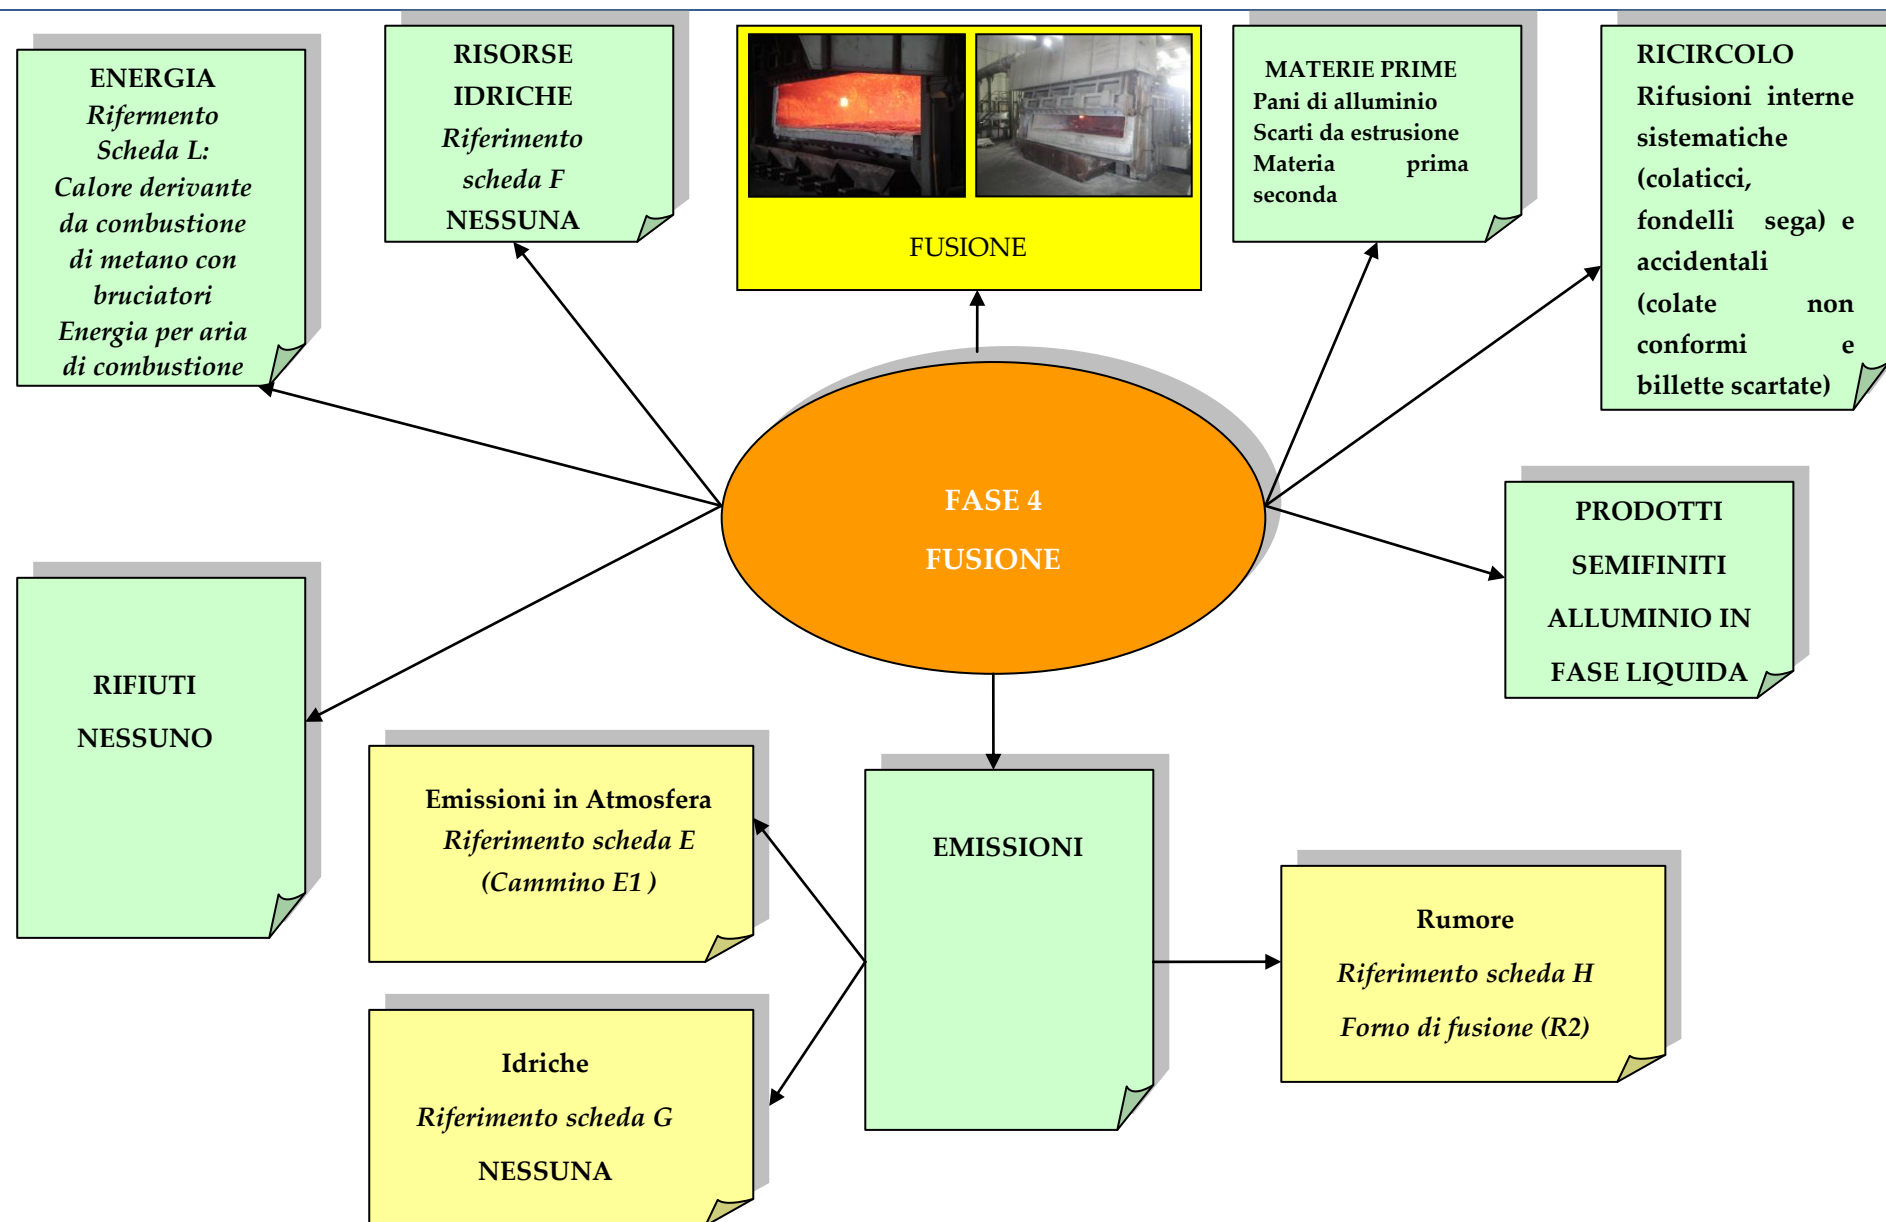 ENERGIA
Rifermento
Scheda L:
Calore derivante
da combustione
di metano con
bruciatori
Energia per aria
di combustione
RISORSE
IDRICHE
Riferimento
scheda F
NESSUNA
FUSIONE
MATERIE PRIME
Pani di alluminio
Scarti da estrusione
Materia prima
seconda
RICIRCOLO
Rifusioni interne
sistematiche
(colaticci,
fondelli sega) e
accidentali
(colate non
conformi e
billette scartate)
FASE 4
FUSIONE
PRODOTTI
SEMIFINITI
ALLUMINIO IN
FASE LIQUIDA
RIFIUTI
NESSUNO
Emissioni in Atmosfera
Riferimento scheda E
(Cammino E1 )
EMISSIONI
Rumore
Riferimento scheda H
Forno di fusione (R2)
Idriche
Riferimento scheda G
NESSUNA